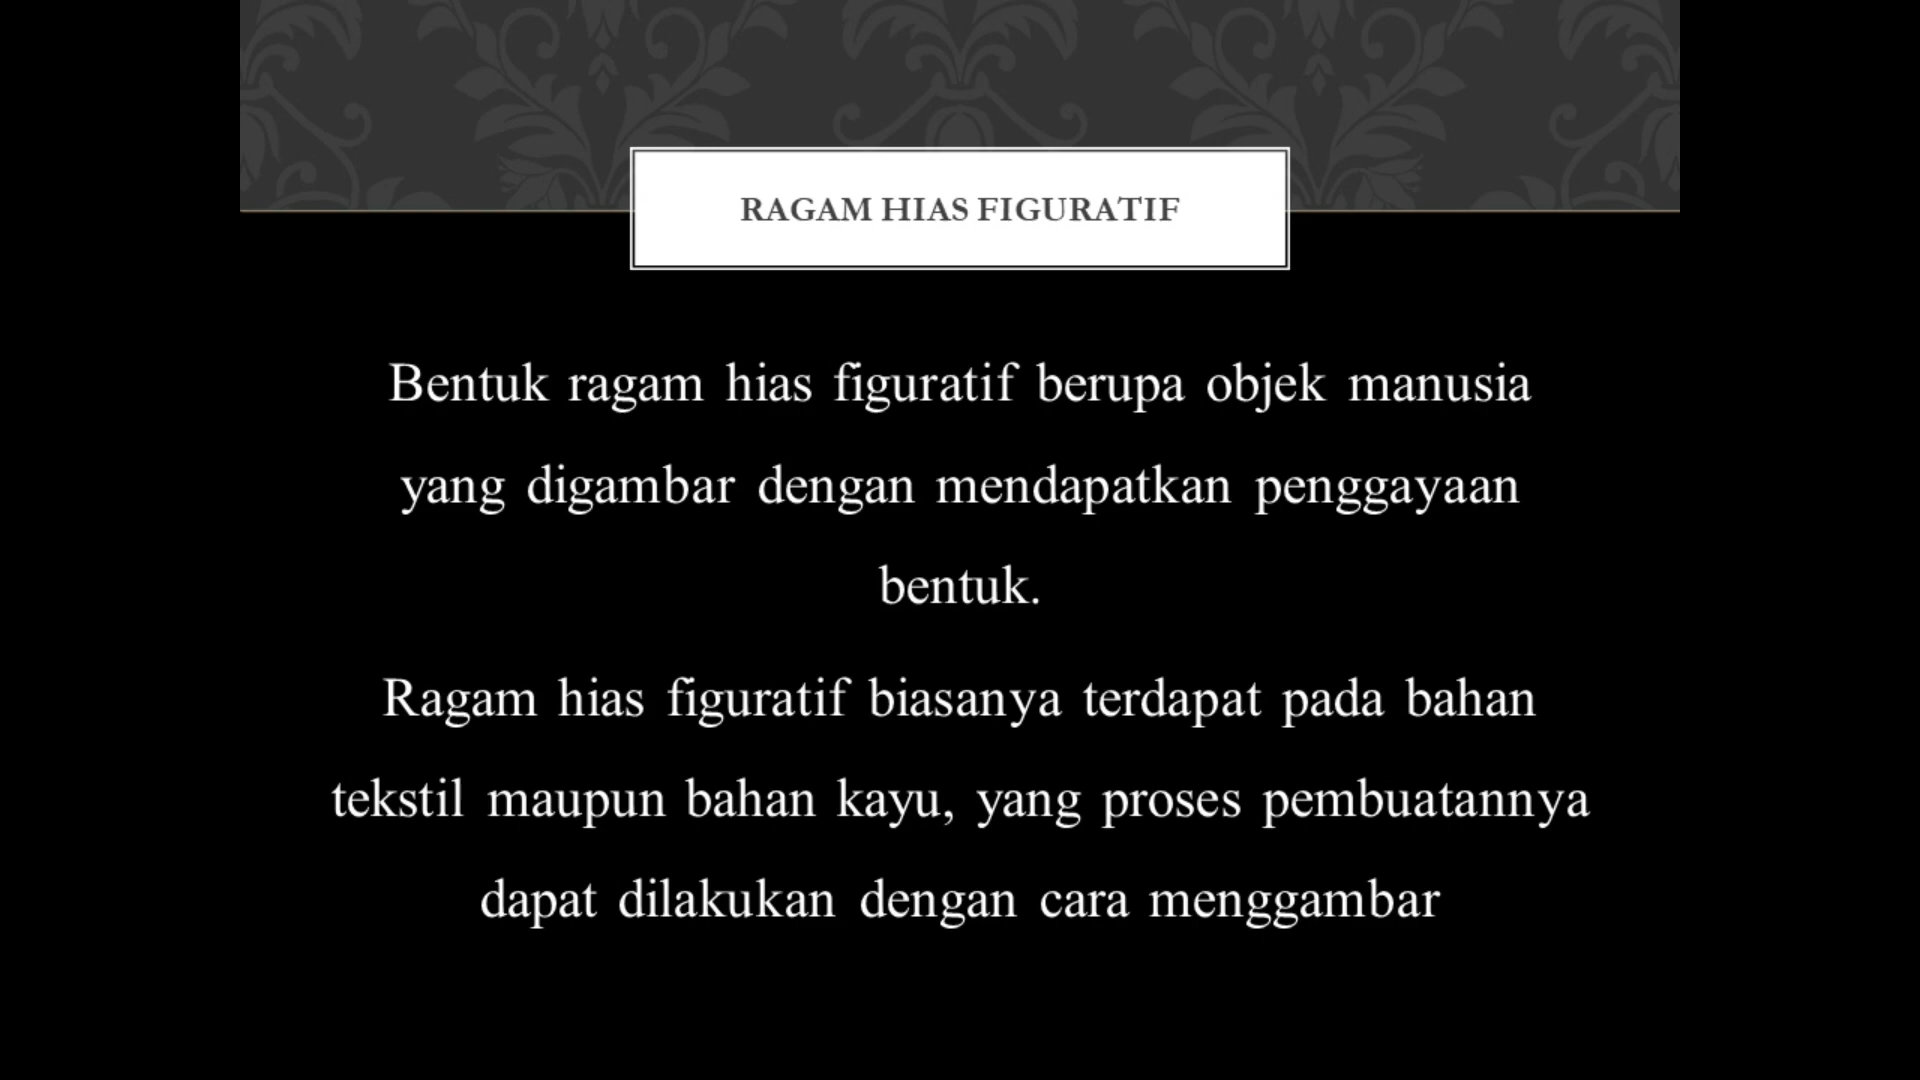 RAGAM HIAS FIGURATIF
Bentuk ragam hias figuratif berupa objek manusia
yang digambar dengan mendapatkan penggayaan
bentuk.
Ragam hias figuratif biasanya terdapat pada bahan
tekstil maupun bahan kayu, yang proses pembuatannya
dapat dilakukan dengan cara menggambar